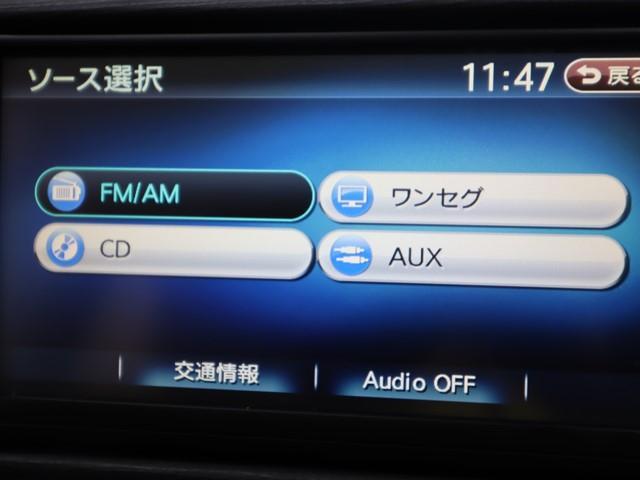 ソース選択
11:47
戻る
FM/AM
ワンセグ
CD
AUX
交通情報
Audio OFF